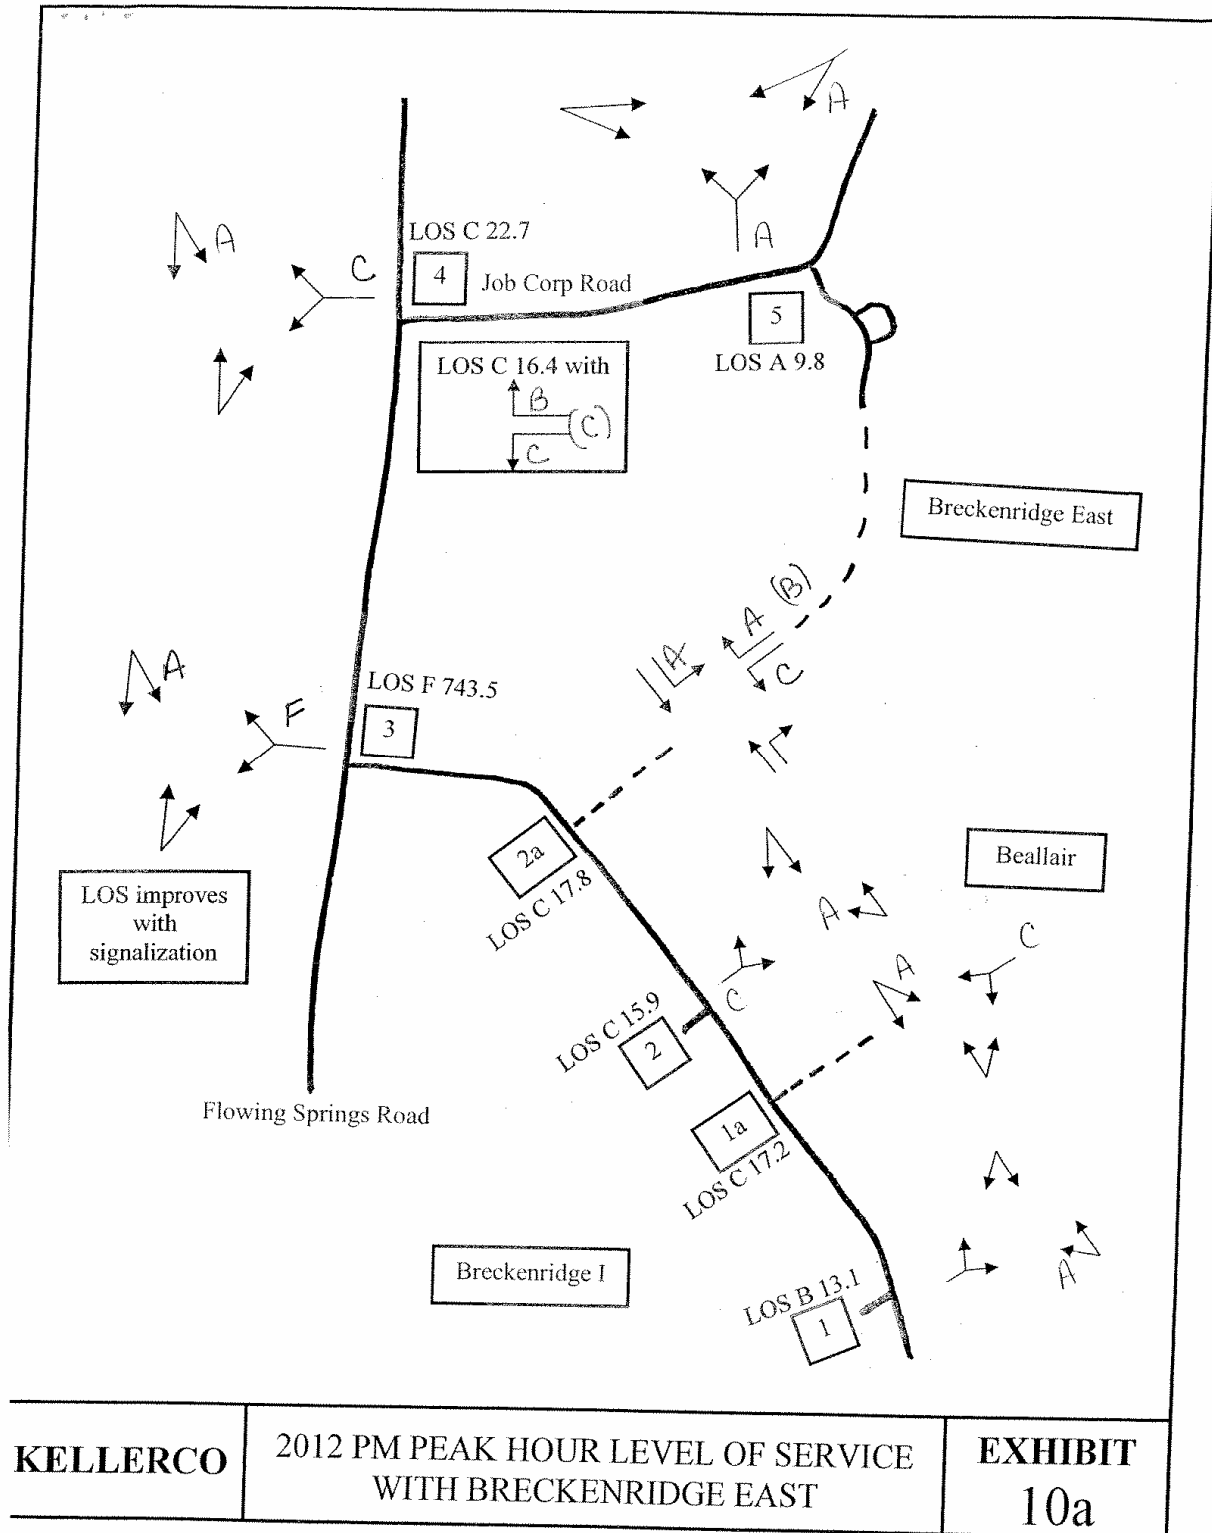 A
A
LOS C 22.7
A
C
4
Job Corp Road
5
LOS C 16.4 with
B
(C)
C
LOS A 9.8
Breckenridge East
A (B)
A
C
A
F
LOS F 743.5
3
2a
LOS C 17.8
Beallair
LOS improves
with
signalization
A
C
A
C
LOS C 15.9
2
1a
LOS C 17.2
Flowing Springs Road
Breckenridge I
A
LOS B 13.1
1
KELLERCO
2012 PM PEAK HOUR LEVEL OF SERVICE
WITH BRECKENRIDGE EAST
EXHIBIT
10a